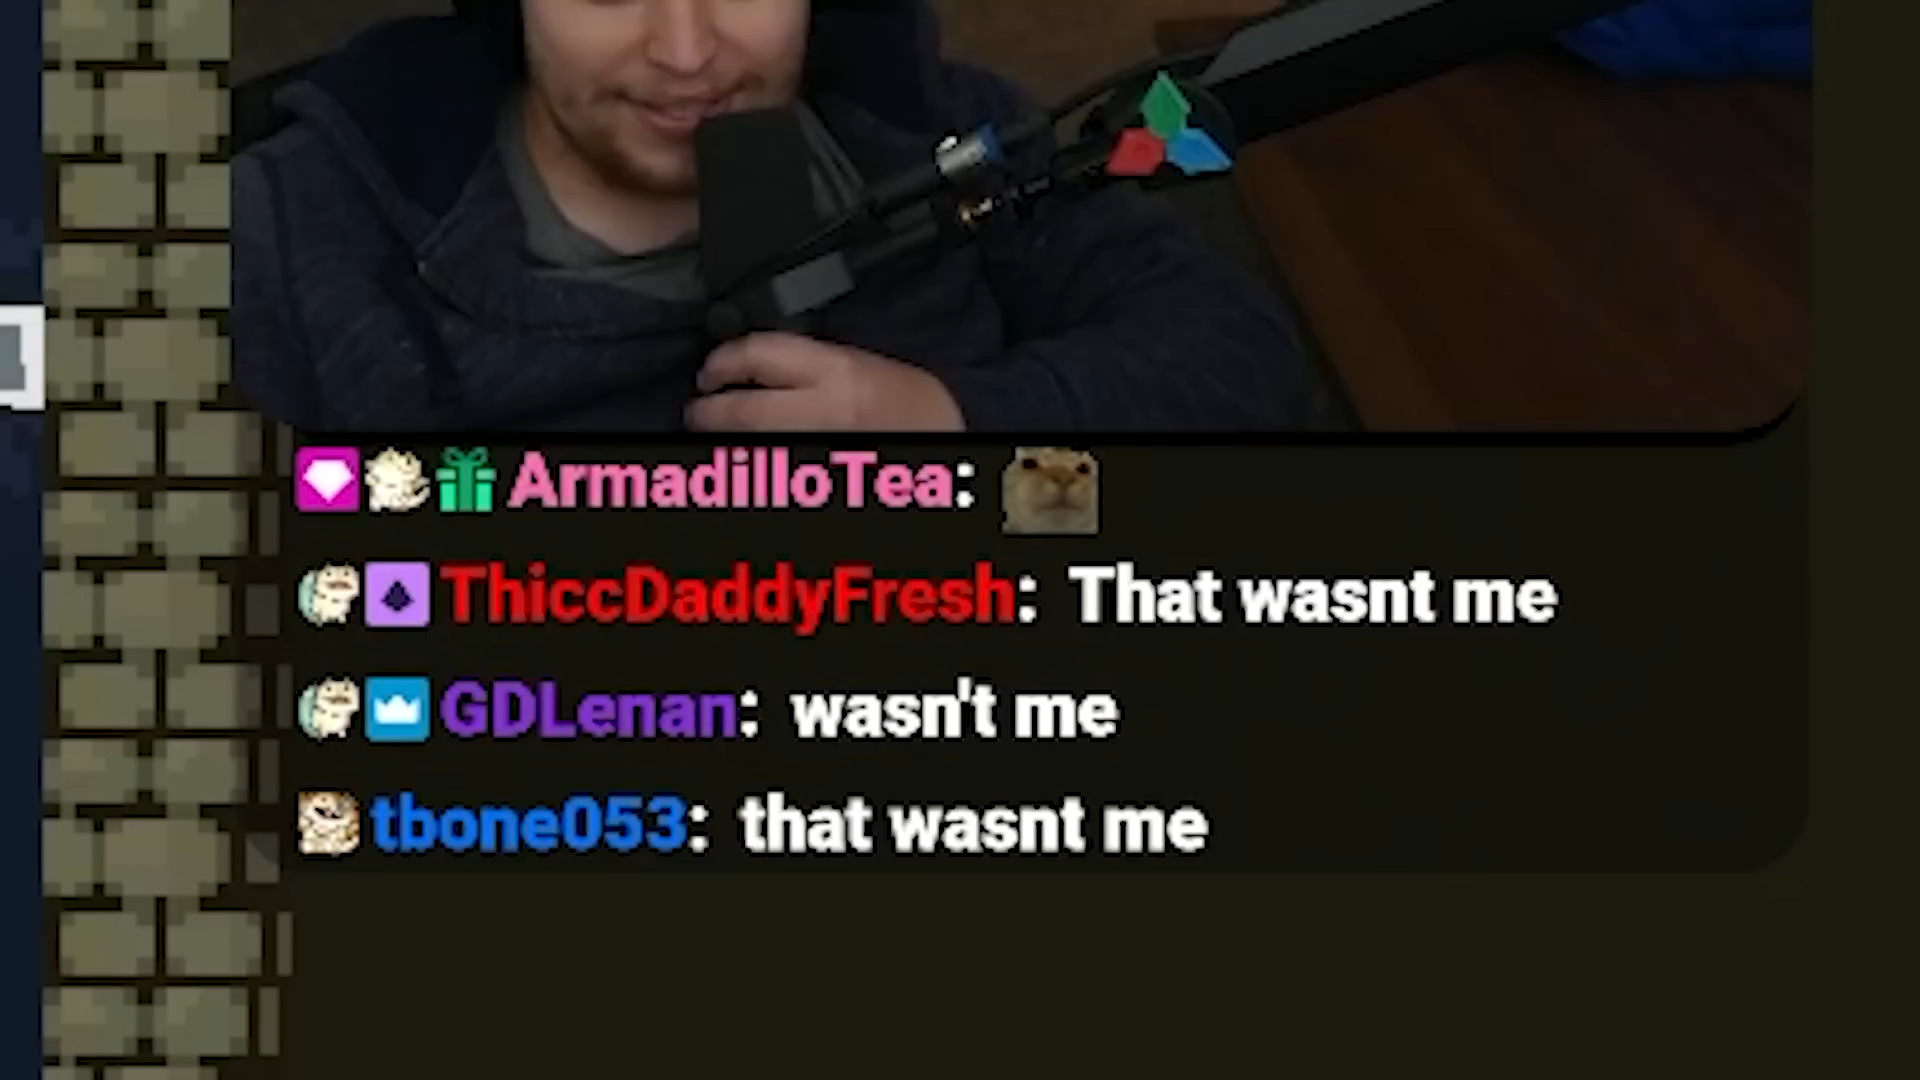 ArmadilloTea:
ThiccDaddyFresh: That wasnt me
GDLenan: wasn't me
tbone053: that wasnt me